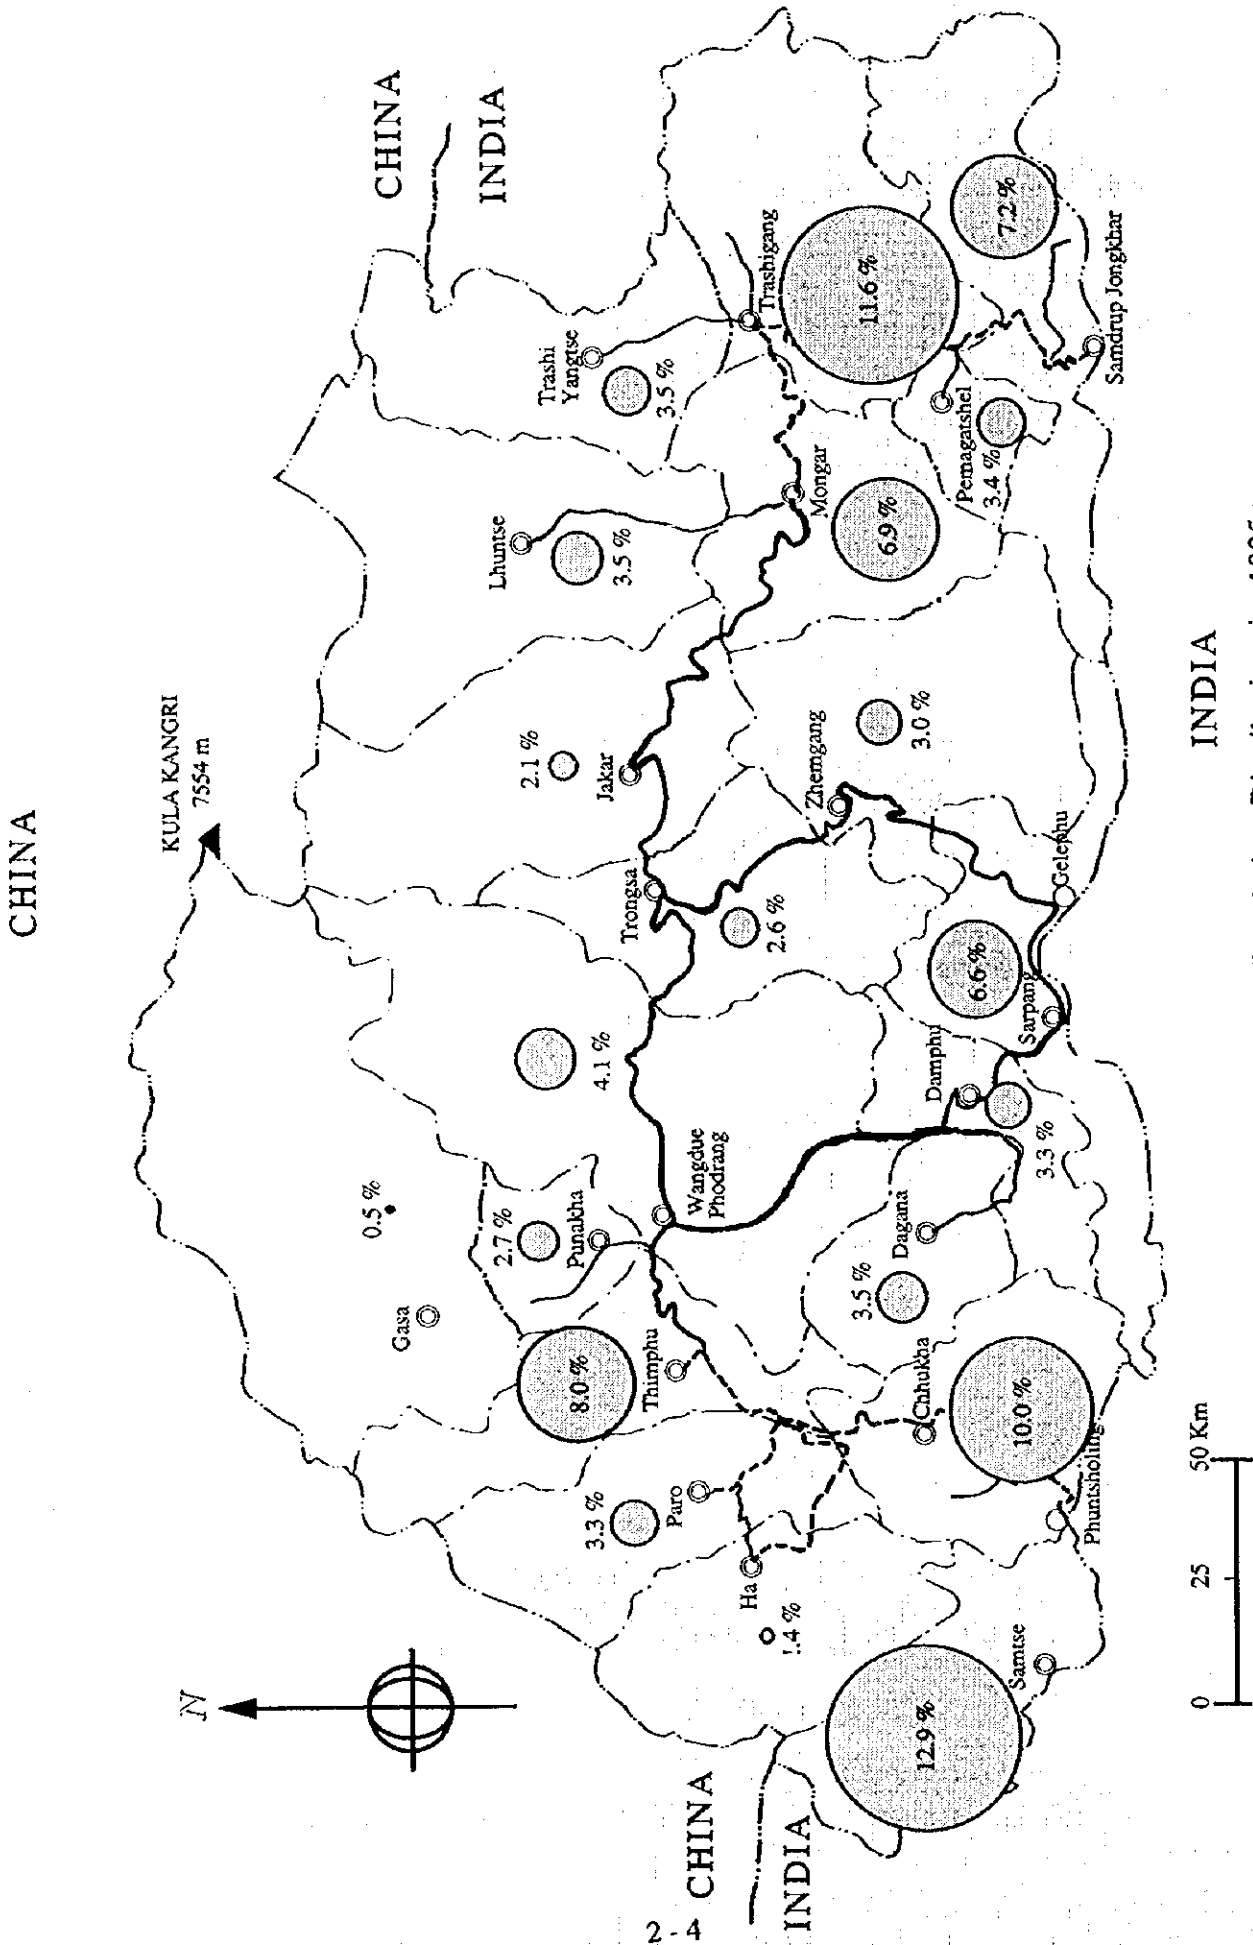 CHINA
KULA KANGRI
7554 m
N
CHINA
INDIA
Gasa
0.5 %
2.7 %
Punakha
4.1 %
2.1 %
Jakar
Lhuntse
3.5 %
Trashi
Yangtse
3.5 %
8.0 %
Thimphu
3.3 %
Paro
Wangdue
Phodrang
Trongsa
2.6 %
Mongar
Trashigang
Ha
.4 %
CHINA
INDIA
3.5 %
Dagana
Zhemgang
3.0 %
6.9 %
11.6 %
12.9 %
Samtse
Chhukha
10.0 %
Phuntsholing
Damphu
3.3 %
6.6 %
Sarpang
Gelephu
Pemagatshel
3.4 %
7.2 %
Samdrup Jongkhar
INDIA
0
25
50 Km
2 - 4